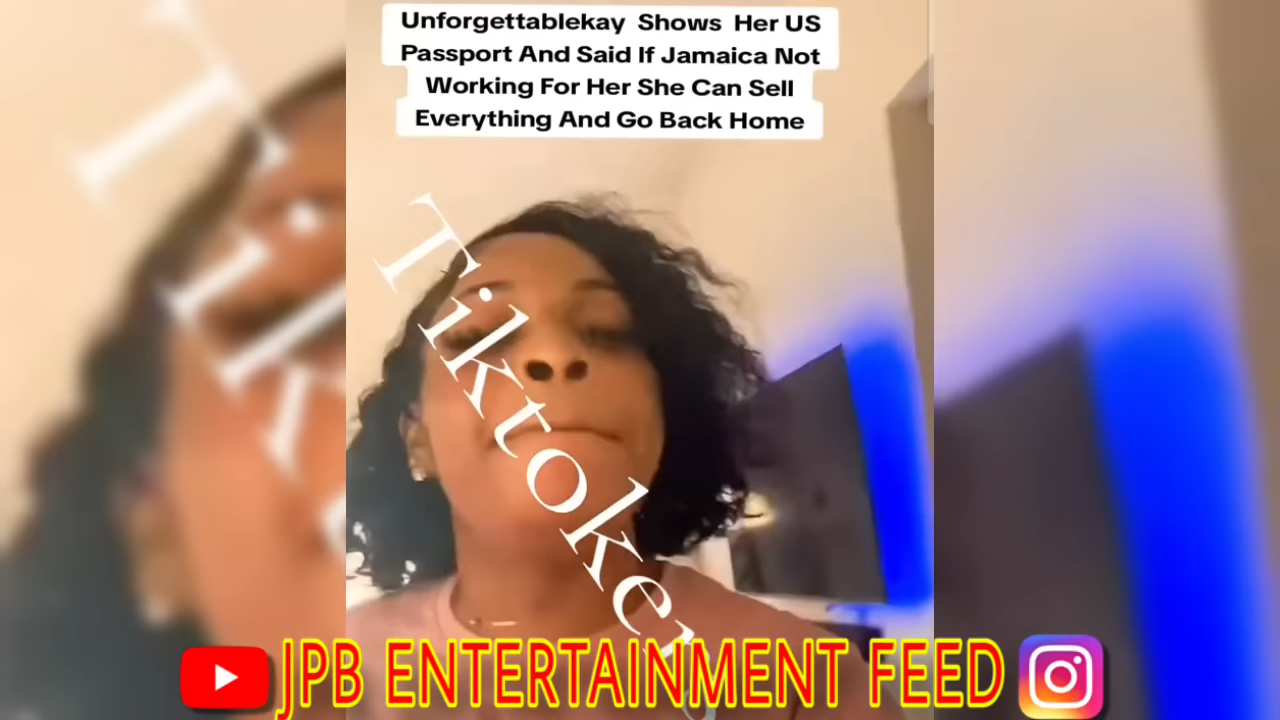 Unforgettablekay Shows Her US
Passport And Said If Jamaica Not
Working For Her She Can Sell
Everything And Go Back Home
Tiktoker
JPB ENTERTAINMENT FEED